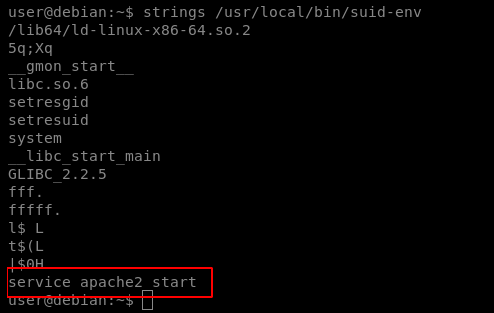 user@debian:~$ strings /usr/local/bin/suid-env
/lib64/ld-linux-x86-64.so.2
5q;Xq
__gmon_start__
libc.so.6
setresgid
setresuid
system
__libc_start_main
GLIBC_2.2.5
fff.
fffff.
l$ L
t$(L
|$0H
service apache2 start
user@debian:~$